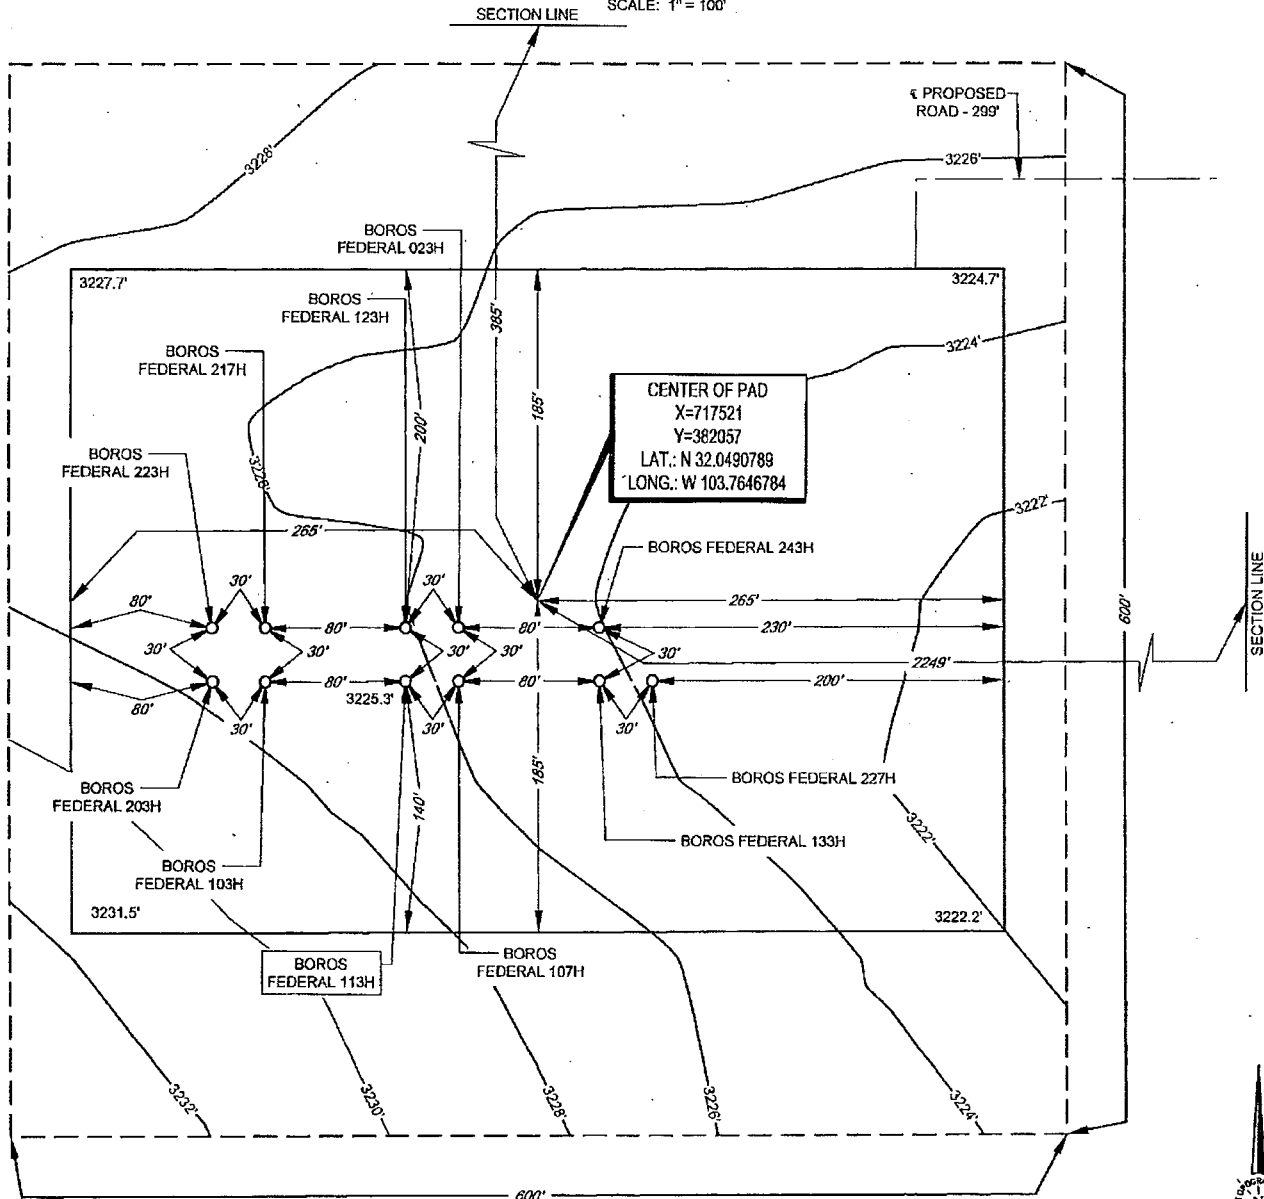 SCALE: 1" = 100'
SECTION LINE
℄ PROPOSED
ROAD - 299'
3228'
3226'
BOROS
FEDERAL 023H
3227.7'
3224.7'
BOROS
FEDERAL 123H
385'
3224'
BOROS
FEDERAL 217H
CENTER OF PAD
X=717521
Y=382057
LAT.: N 32.0490789
LONG.: W 103.7646784
185'
200'
BOROS
FEDERAL 223H
3226'
3222'
265'
BOROS FEDERAL 243H
SECTION LINE
30'
80'
30'
265'
600'
80'
80'
230'
30'
30'
30'
30'
30'
2249'
80'
3225.3'
80'
200'
80'
30'
30'
30'
BOROS
FEDERAL 203H
140'
185'
BOROS FEDERAL 227H
3222'
BOROS FEDERAL 133H
BOROS
FEDERAL 103H
3231.5'
3222.2'
BOROS
FEDERAL 113H
BOROS
FEDERAL 107H
3232'
3230'
3228'
3226'
3224'
600'